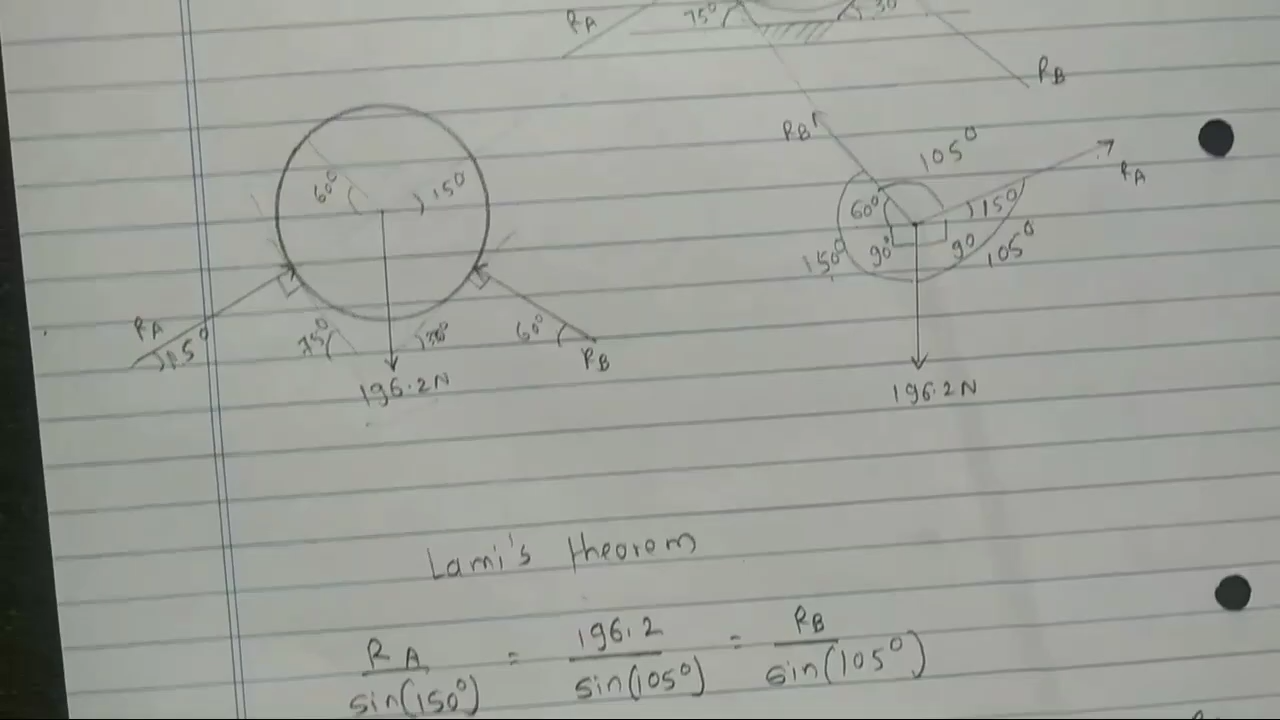 RA 75° 30°
RB
RB
105°
RA
60° 15°
60° 15°
150° 90° 90 105°
RA
15° 75° 30° 60°
RB
196.2N
196.2N
Lami's theorem
RA/sin(150°) = 196.2/sin(105°) = RB/sin(105°)